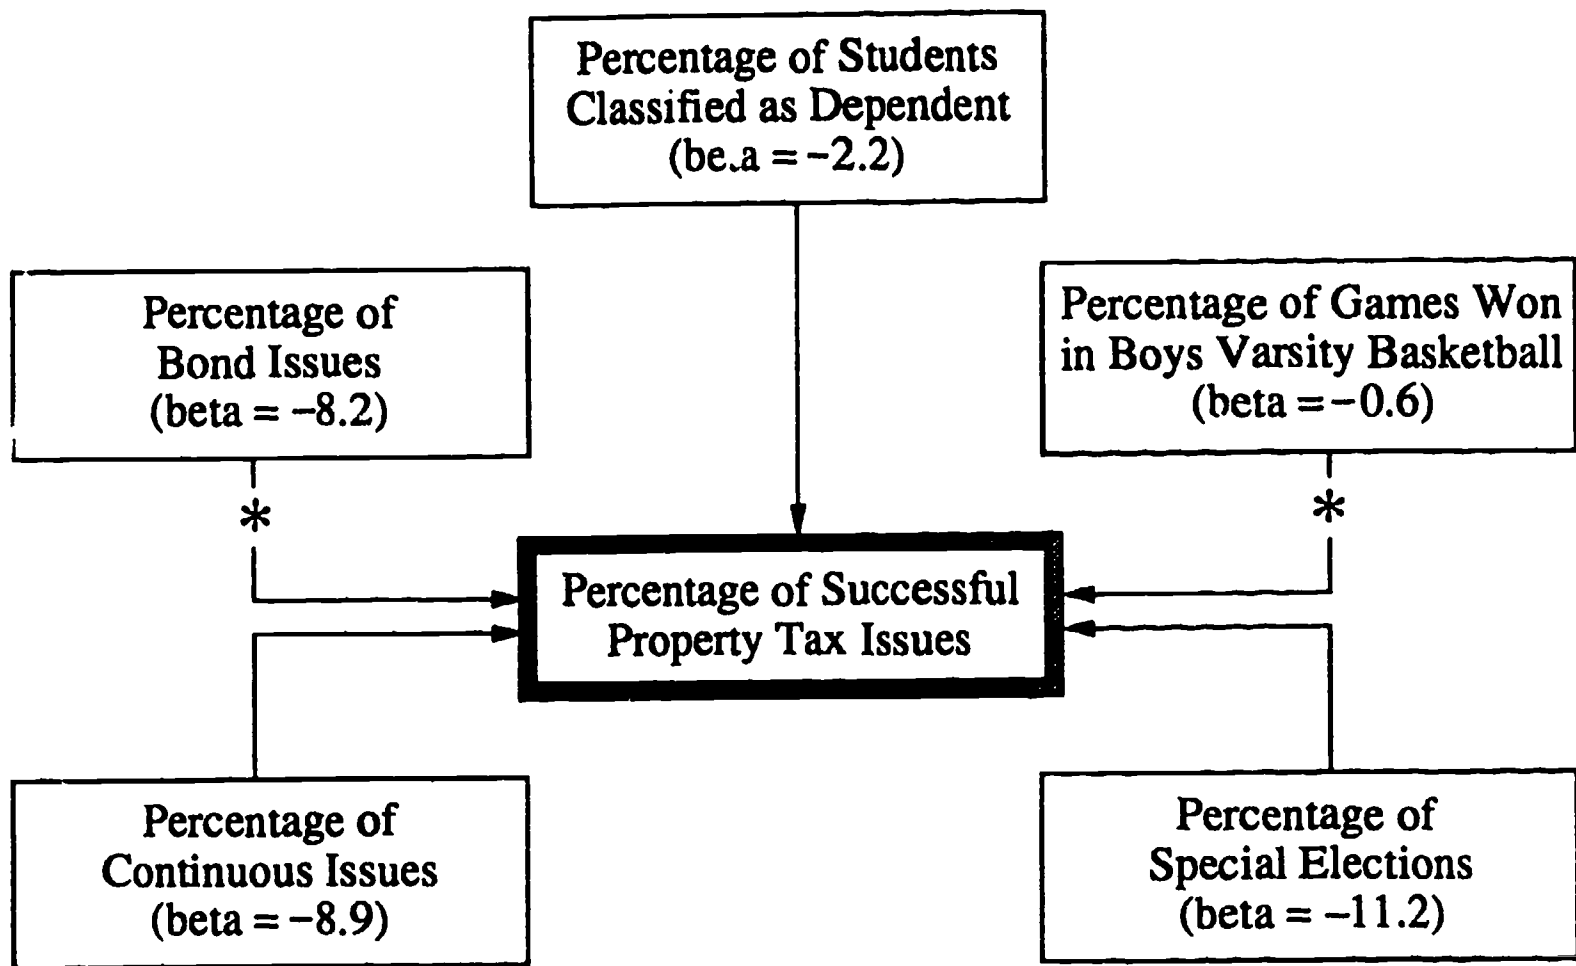 Percentage of Students
Classified as Dependent
(be.a = -2.2)
Percentage of
Bond Issues
(beta = -8.2)
Percentage of Games Won
in Boys Varsity Basketball
(beta = -0.6)
*
*
Percentage of Successful
Property Tax Issues
Percentage of
Continuous Issues
(beta = -8.9)
Percentage of
Special Elections
(beta = -11.2)